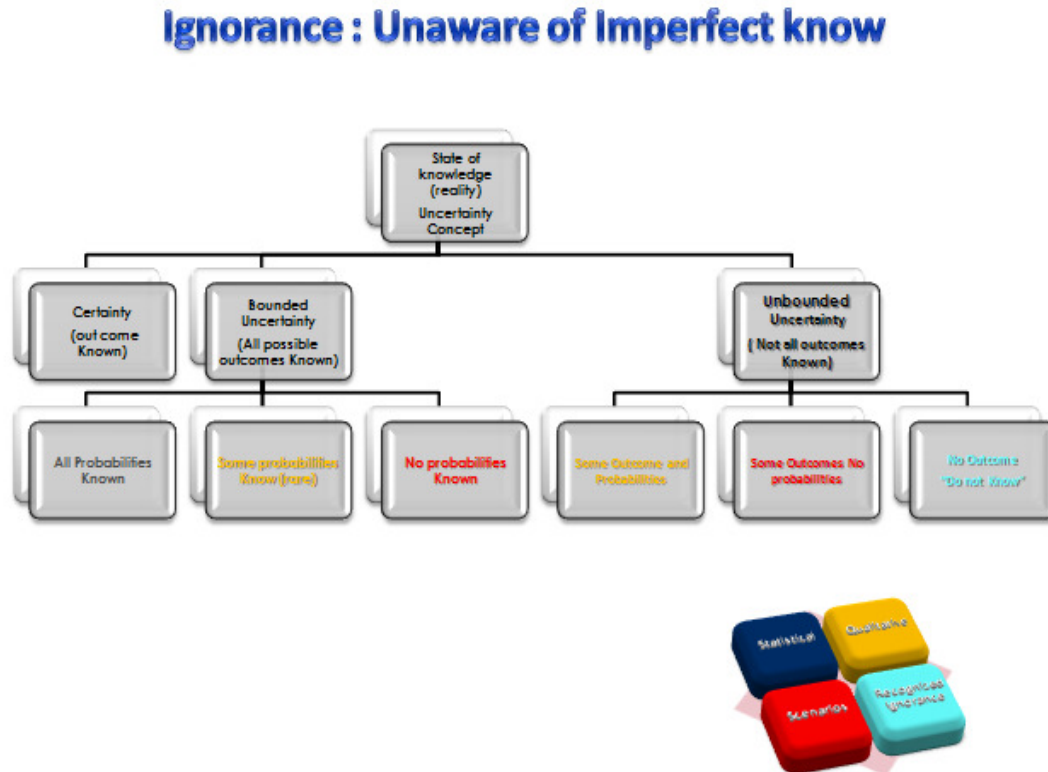 Ignorance : Unaware of Imperfect know
State of
knowledge
(reality)
Uncertainty
Concept
Certainty
(out come
Known)
Bounded
Uncertainty
(All possible
outcomes Known)
Unbounded
Uncertainty
( Not all outcomes
Known)
All Probabilities
Known
Some probabilities
Know (rare)
No probabilities
Known
Some Outcome and
Probabilities
Some Outcomes No
probabilities
No Outcome
"Do not Know"
Statistical
Qualitative
Scenarios
Recognized
Ignorance